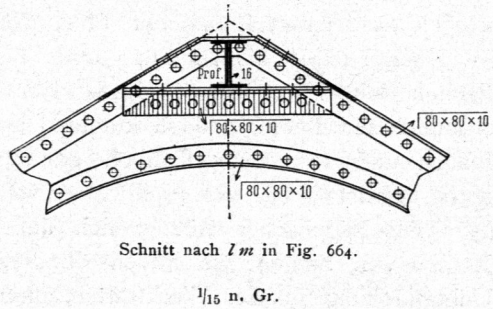 Prof. 16
⌈80×80×10
⌈80×80×10
⌈80×80×10
Schnitt nach l m in Fig. 664.
1/15 n. Gr.